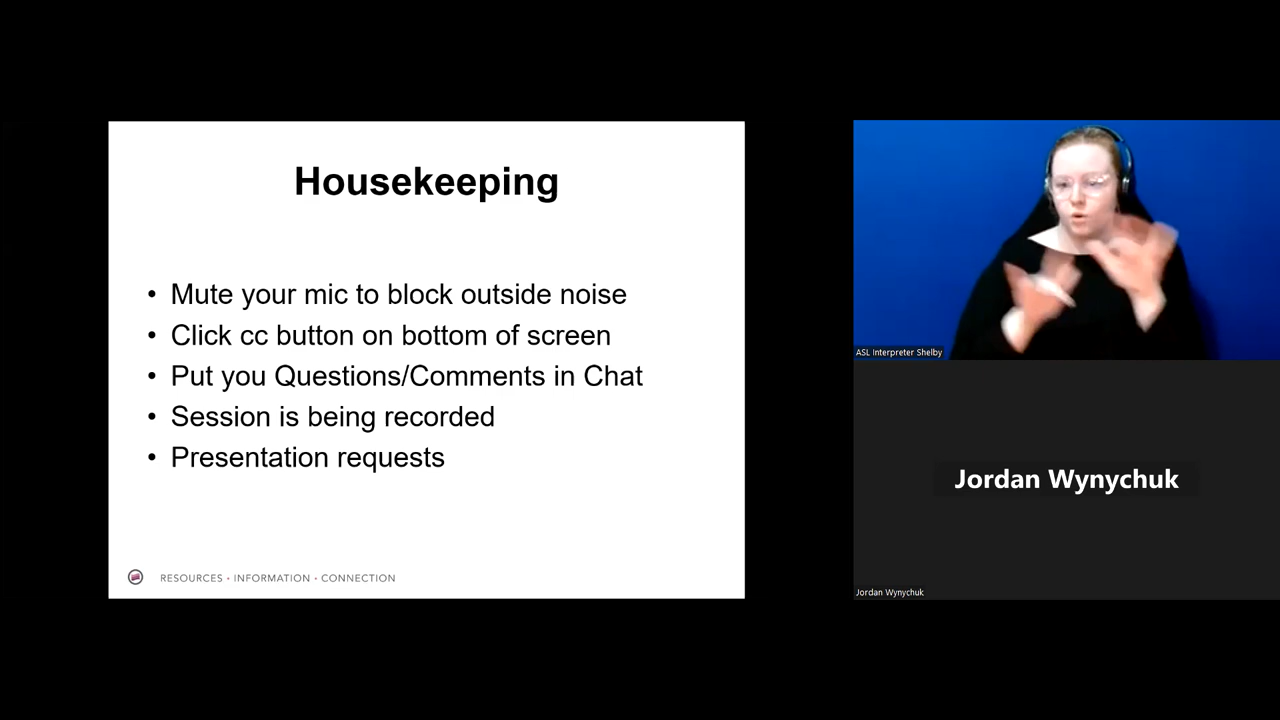 Housekeeping
• Mute your mic to block outside noise
• Click cc button on bottom of screen
• Put you Questions/Comments in Chat
• Session is being recorded
• Presentation requests
RESOURCES • INFORMATION • CONNECTION
ASL Interpreter Shelby
Jordan Wynychuk
Jordan Wynychuk